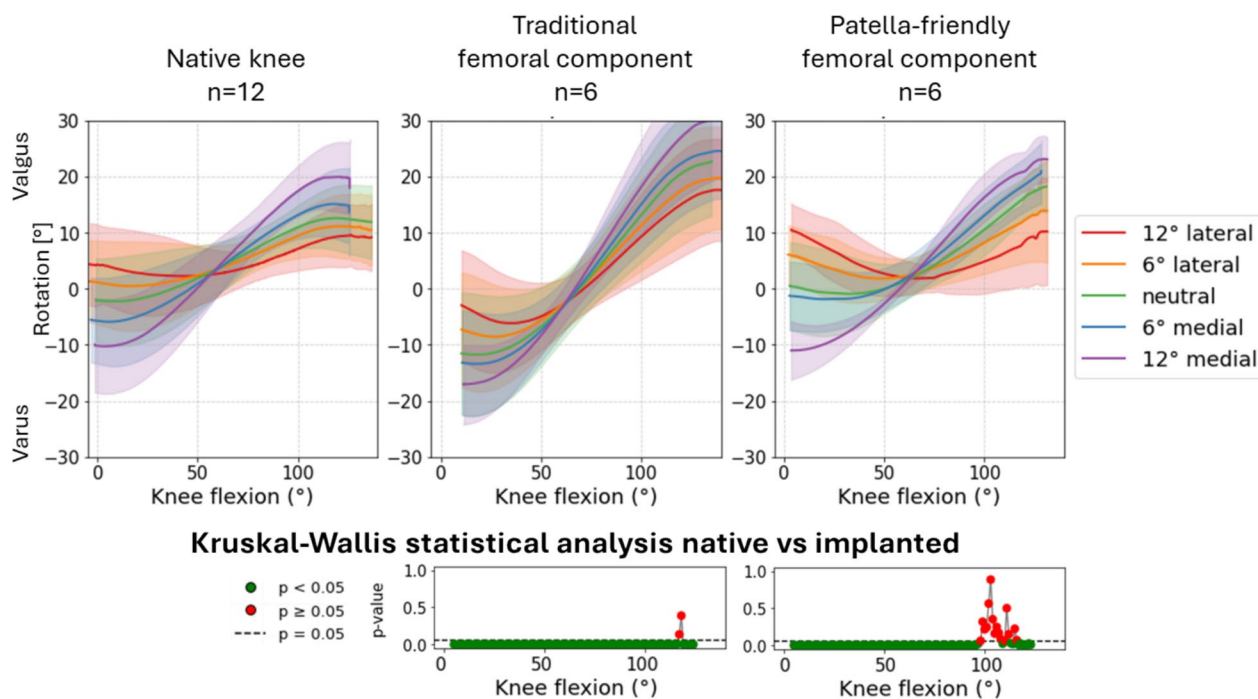 Native knee
n=12
Traditional
femoral component
n=6
Patella-friendly
femoral component
n=6
Valgus
Rotation [°]
Varus
30
20
10
0
−10
−20
−30
0
50
100
Knee flexion (°)
30
20
10
0
−10
−20
−30
0
50
100
Knee flexion (°)
30
20
10
0
−10
−20
−30
0
50
100
Knee flexion (°)
12° lateral
6° lateral
neutral
6° medial
12° medial
Kruskal-Wallis statistical analysis native vs implanted
p < 0.05
p ≥ 0.05
p = 0.05
p-value
1.0
0.5
0.0
0
50
100
Knee flexion (°)
1.0
0.5
0.0
0
50
100
Knee flexion (°)